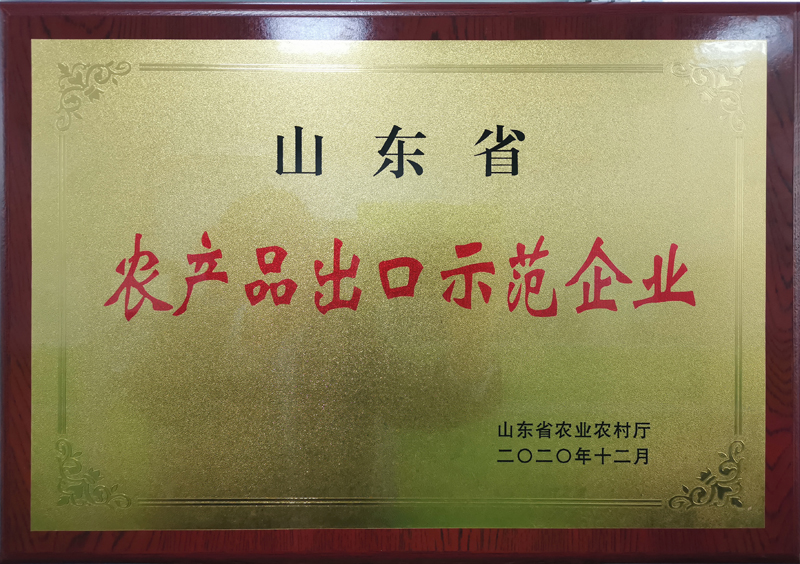 山东省
农产品出口示范企业
山东省农业农村厅
二〇二〇年十二月